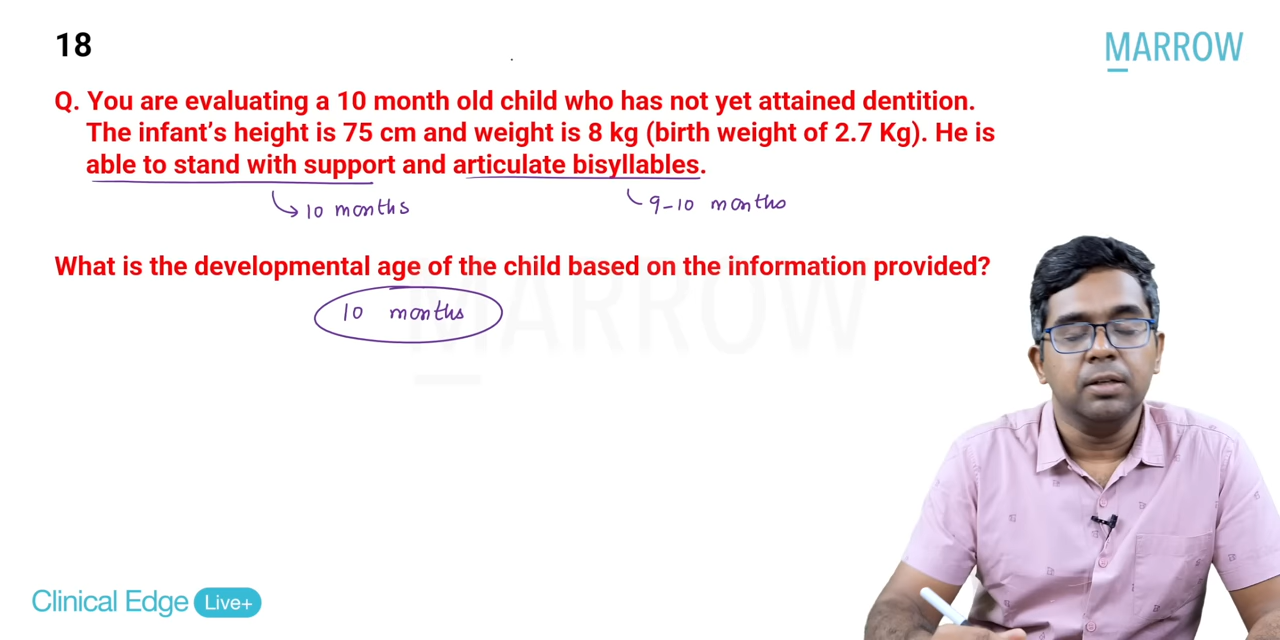 18
MARROW
Q. You are evaluating a 10 month old child who has not yet attained dentition.
The infant's height is 75 cm and weight is 8 kg (birth weight of 2.7 Kg). He is
able to stand with support and articulate bisyllables.
10 months
9-10 months
What is the developmental age of the child based on the information provided?
10 months
MARROW
Clinical Edge Live+